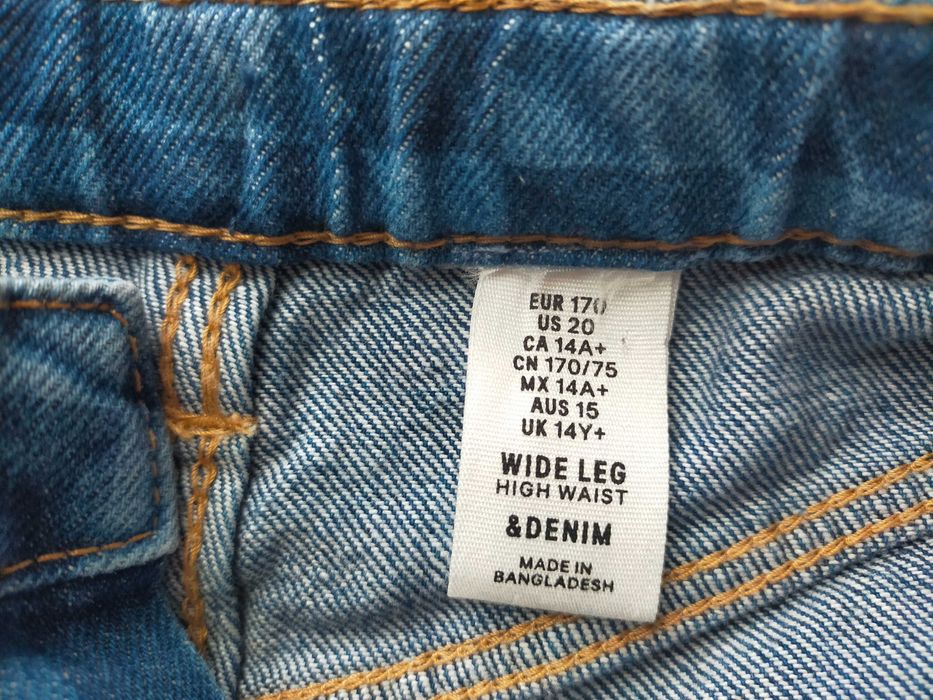 EUR 170
US 20
CA 14A+
CN 170/75
MX 14A+
AUS 15
UK 14Y+
WIDE LEG
HIGH WAIST
&DENIM
MADE IN
BANGLADESH